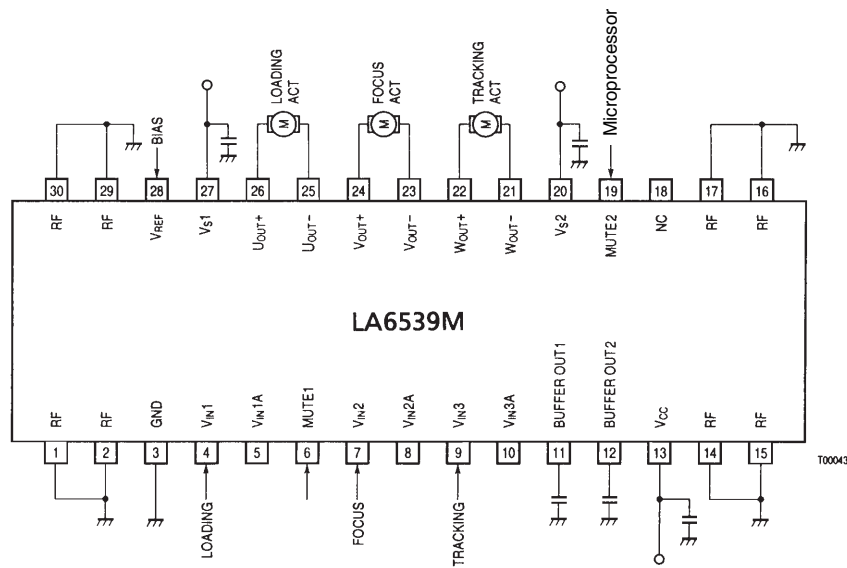 LOADING ACT
FOCUS ACT
TRACKING ACT
Microprocessor
BIAS
M
M
M
30 29 28 27 26 25 24 23 22 21 20 19 18 17 16
RF RF VREF VS1 UOUT+ UOUT− VOUT+ VOUT− WOUT+ WOUT− VS2 MUTE2 NC RF RF
LA6539M
RF RF GND VIN1 VIN1A MUTE1 VIN2 VIN2A VIN3 VIN3A BUFFER OUT1 BUFFER OUT2 VCC RF RF
1 2 3 4 5 6 7 8 9 10 11 12 13 14 15
T00043
LOADING
FOCUS
TRACKING